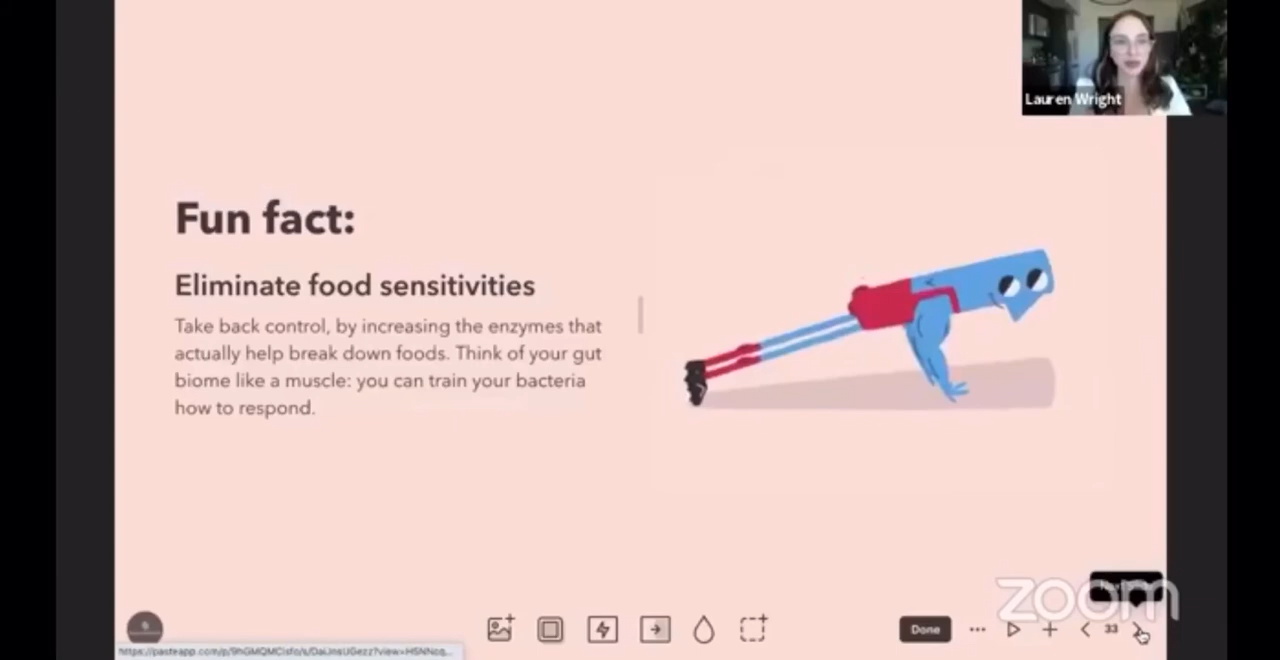 Lauren Wright
Fun fact:
Eliminate food sensitivities
Take back control, by increasing the enzymes that
actually help break down foods. Think of your gut
biome like a muscle: you can train your bacteria
how to respond.
zoom
Done
33